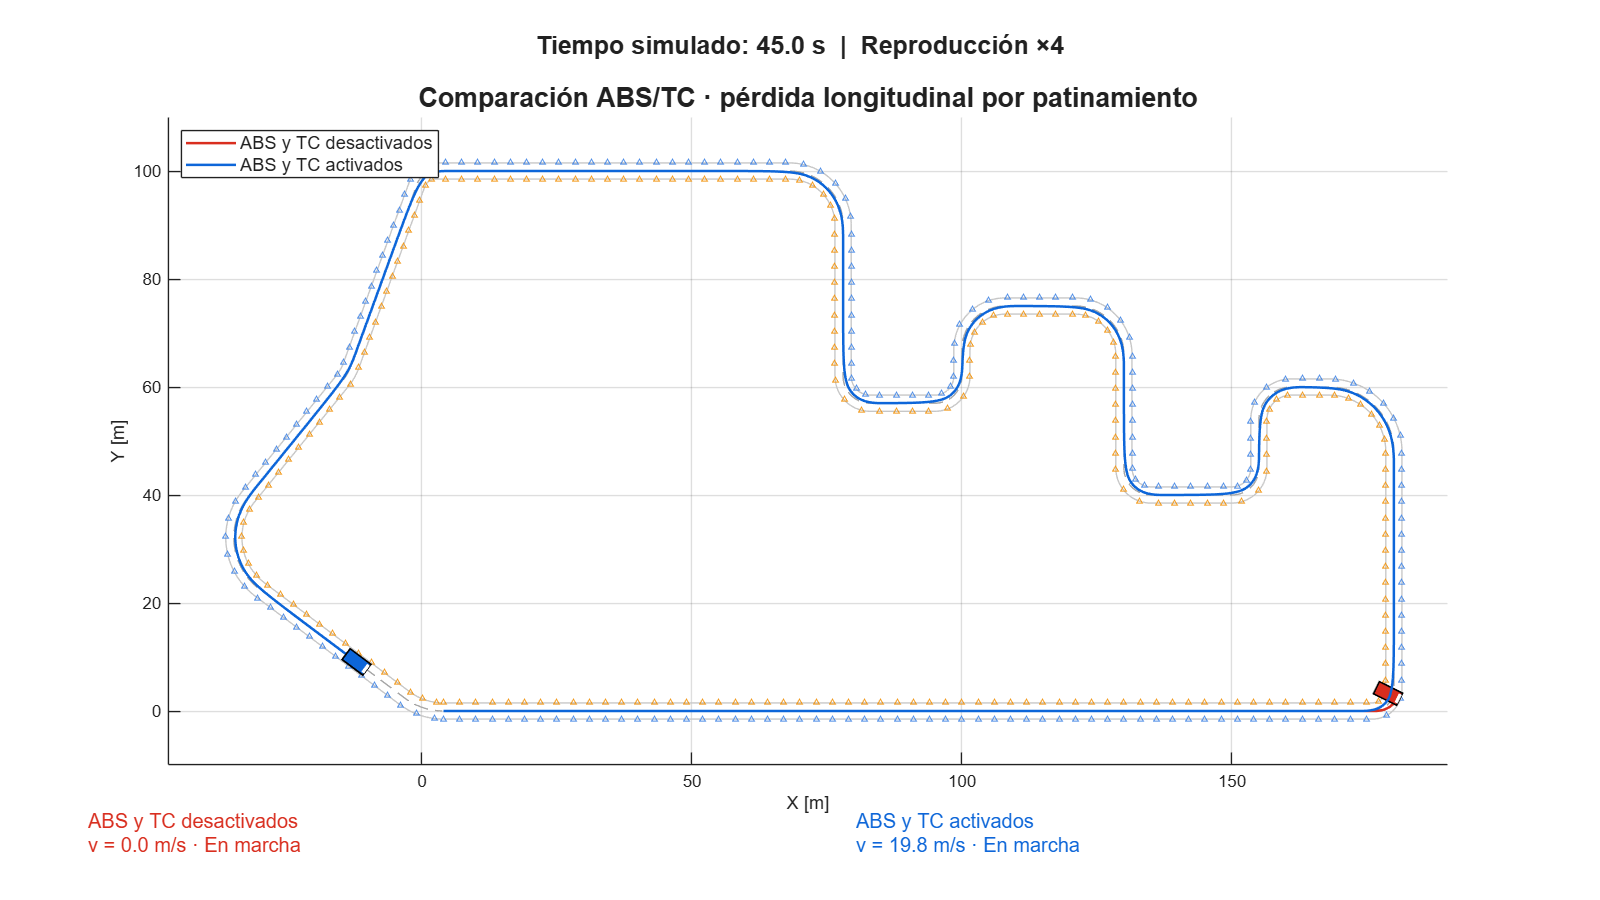 Tiempo simulado: 45.0 s | Reproducción ×4
Comparación ABS/TC · pérdida longitudinal por patinamiento
ABS y TC desactivados
ABS y TC activados
100
80
60
40
20
0
Y [m]
0
50
100
150
X [m]
ABS y TC desactivados
v = 0.0 m/s · En marcha
ABS y TC activados
v = 19.8 m/s · En marcha